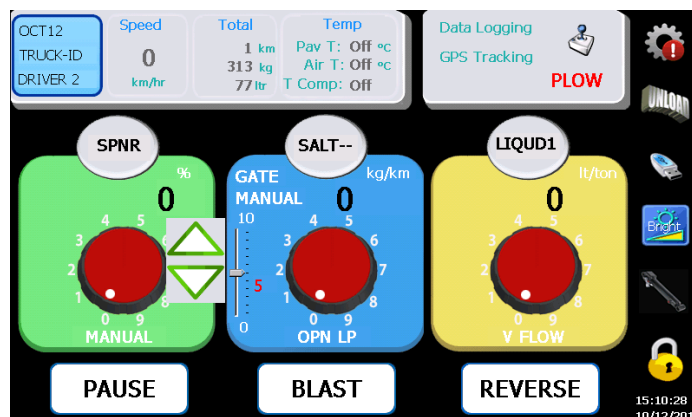 OCT12
TRUCK-ID
DRIVER 2
Speed
0
km/hr
Total
1 km
313 kg
77 ltr
Temp
Pav T: Off °C
Air T: Off °C
T Comp: Off
Data Logging
GPS Tracking
PLOW
UNLOAD
SPNR
%
0
0 1 2 3 4 5 6 8 9
MANUAL
SALT--
kg/km
GATE
MANUAL
0
10
5
0
0 1 2 3 4 5 6 7 8 9
OPN LP
LIQUD1
lt/ton
0
0 1 2 3 4 5 6 7 8 9
V FLOW
Bright
PAUSE
BLAST
REVERSE
15:10:28